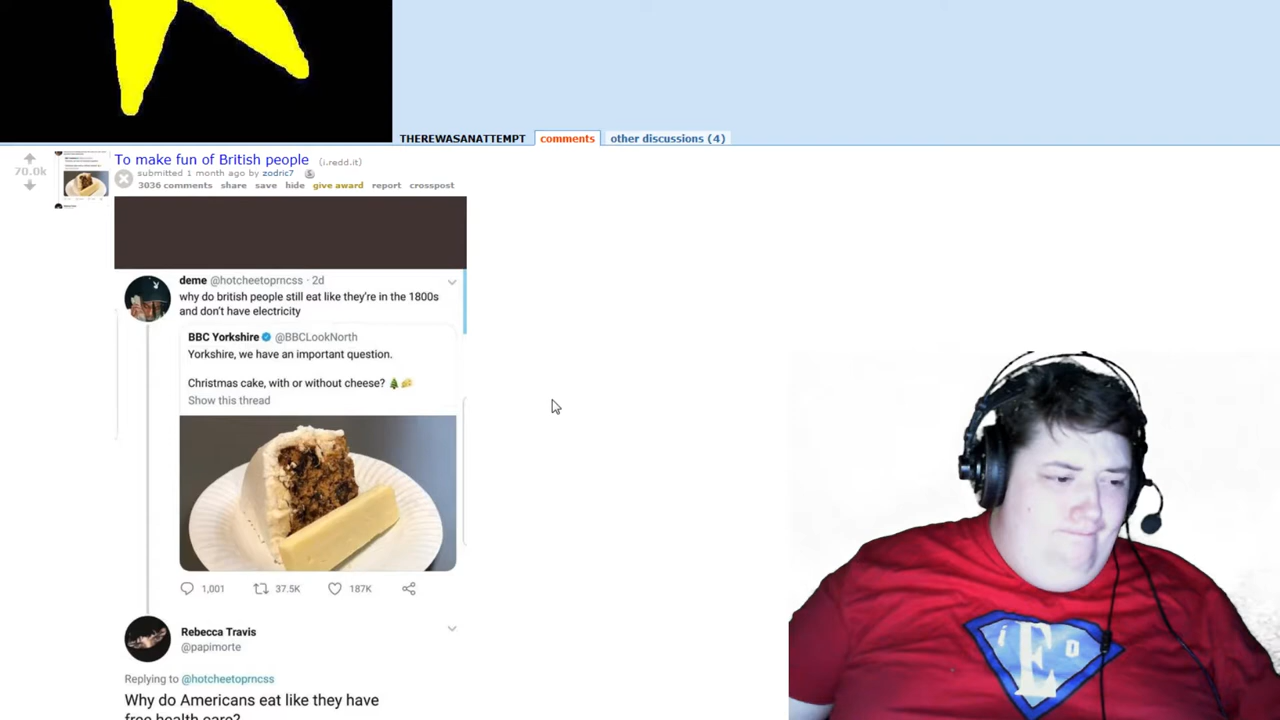 THEREWASANATTEMPT comments other discussions (4)
70.0k
To make fun of British people (i.redd.it)
submitted 1 month ago by zodric7
3036 comments share save hide give award report crosspost
deme @hotcheetoprncss · 2d
why do british people still eat like they're in the 1800s
and don't have electricity
BBC Yorkshire @BBCLookNorth
Yorkshire, we have an important question.
Christmas cake, with or without cheese? 🎄🧀
Show this thread
1,001 37.5K 187K
Rebecca Travis
@papimorte
Replying to @hotcheetoprncss
Why do Americans eat like they have
free health care?
í E O